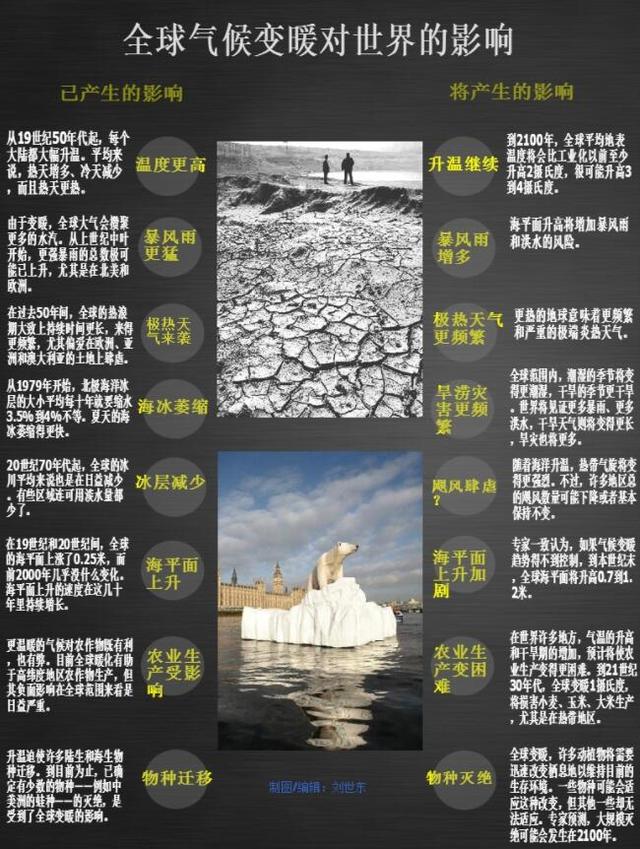 全球气候变暖对世界的影响
已产生的影响
将产生的影响
从19世纪50年代起，每个
大陆都大幅升温。平均来
说，热天增多、冷天减少
，而且热天更热。
温度更高
由于变暖，全球大气会攒聚
更多的水汽。从上世纪中叶
开始，更强暴雨的总数极可
能已上升，尤其是在北美和
欧洲。
暴风雨
更猛
在过去50年间，全球的热浪
期大致上持续时间更长，来得
更频繁，尤其偏爱在欧洲、亚
洲和澳大利亚的土地上肆虐。
极热天
气来袭
从1979年开始，北极海洋冰
层的大小平均每十年就要缩水
3.5%到4%不等。夏天的海
冰萎缩得更快。
海冰萎缩
20世纪70年代起，全球的冰
川平均来说也是在日益减少
。有些区域连可用淡水量都
少了。
冰层减少
在19世纪和20世纪间，全球
的海平面上涨了0.25米，而
前2000年几乎没什么变化。
海平面上升的速度在这几十
年里持续增长。
海平面
上升
更温暖的气候对农作物既有利
，也有弊。目前全球暖化有助
于高纬度地区农作物生产，但
其负面影响在全球范围来看是
日益严重。
农业生
产受影
响
升温迫使许多陆生和海生物
种迁移。到目前为止，已确
定有少数的物种——例如中
美洲的蛙种——的灭绝，是
受到了全球变暖的影响。
物种迁移
升温继续
到2100年，全球平均地表
温度将会比工业化以前至少
升高2摄氏度，很可能升高3
到4摄氏度。
暴风雨
增多
海平面升高将增加暴风雨
和淡水的风险。
极热天气
更频繁
更热的地球意味着更频繁
和严重的极端炎热天气。
旱涝灾
害更频
繁
全球范围内，潮湿的季节将变
得更潮湿，干旱的季节更干旱
。世界将见证更多暴雨、更多
洪水，干旱天气则将变得更长
，旱灾也将更多。
飓风肆虐
？
随着海洋升温，热带气旋将变
得更强烈。不过，许多地区总
的飓风数量可能下降或者基本
保持不变。
海平面
上升加
剧
专家一致认为，如果气候变暖
趋势得不到控制，到本世纪末
，全球海平面将升高0.7到1.
2米。
农业生
产变困
难
在世界许多地方，气温的升高
和干旱期的增加，预计将使农
业生产变得更困难。到21世纪
30年代，全球变暖1摄氏度，
将损害小麦、玉米、大米生产
，尤其是在热带地区。
物种灭绝
全球变暖，许多动植物将需要
迅速改变栖息地以维持目前的
生存环境。一些物种可能会适
应这种改变，但其他一些却无
法适应。专家预测，大规模灭
绝可能会发生在2100年。
制图/编辑：刘世东